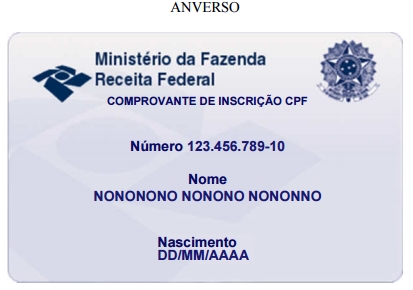 ANVERSO
Ministério da Fazenda
Receita Federal
COMPROVANTE DE INSCRIÇÃO CPF
Número 123.456.789-10
Nome
NONONONO NONONO NONONNO
Nascimento
DD/MM/AAAA